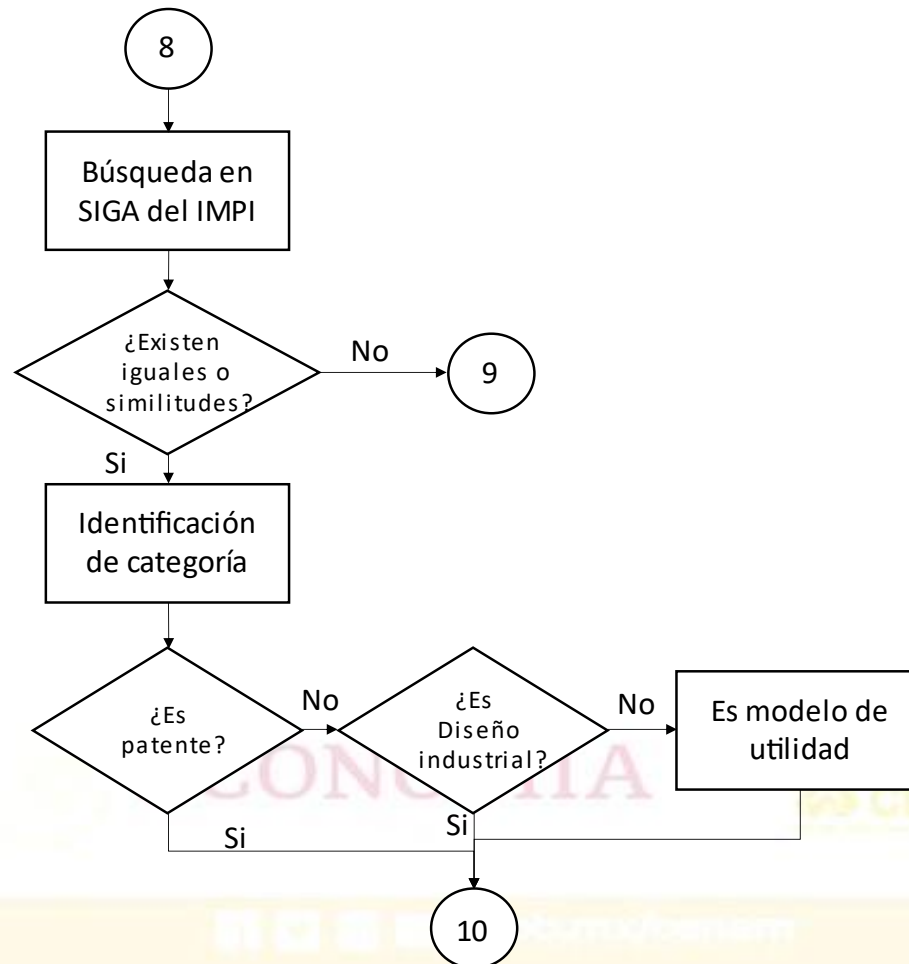 8
Búsqueda en
SIGA del IMPI
¿Existen
iguales o
similitudes?
No
9
Si
Identificación
de categoría
¿Es
patente?
No
¿Es
Diseño
industrial?
No
Es modelo de
utilidad
Si
Si
10